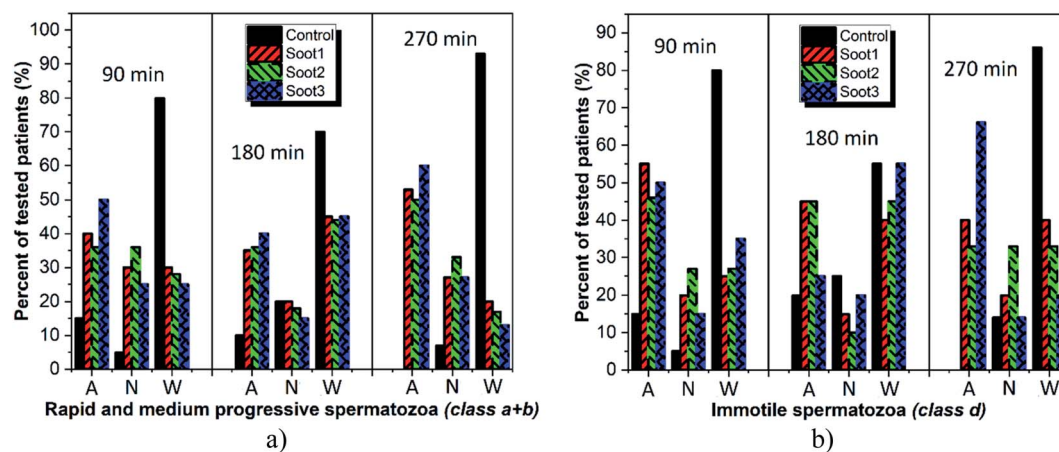 Percent of tested patients (%)
100
90
80
70
60
50
40
30
20
10
0
90 min
180 min
270 min
Control
Soot1
Soot2
Soot3
A N W A N W A N W
Rapid and medium progressive spermatozoa (class a+b)
a)
Percent of tested patients (%)
90
80
70
60
50
40
30
20
10
0
90 min
180 min
270 min
Control
Soot1
Soot2
Soot3
A N W A N W A N W
Immotile spermatozoa (class d)
b)